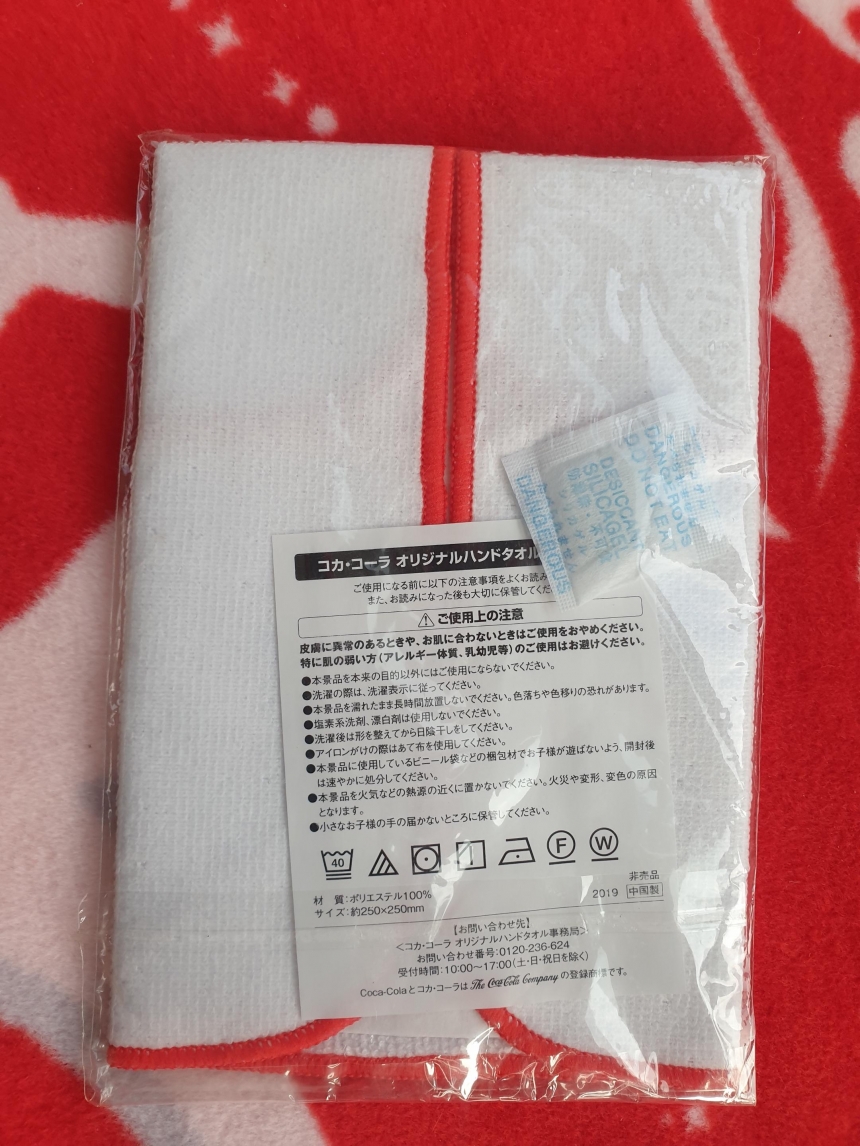 コカ・コーラ オリジナルハンドタオル
ご使用になる前に以下の注意事項をよくお読み
また、お読みになった後も大切に保管してくだ
⚠ご使用上の注意
皮膚に異常のあるときや、お肌に合わないときはご使用をおやめください。
特に肌の弱い方(アレルギー体質、乳幼児等)のご使用はお避けください。
●本景品を本来の目的以外にはご使用にならないでください。
●洗濯の際は、洗濯表示に従ってください。
●本景品を濡れたまま長時間放置しないでください。色落ちや色移りの恐れがあります。
●塩素系洗剤、漂白剤は使用しないでください。
●洗濯後は形を整えてから日陰干しをしてください。
●アイロンがけの際はあて布を使用してください。
●本景品に使用しているビニール袋などの梱包材でお子様が遊ばないよう、開封後
は速やかに処分してください。
●本景品を火気などの熱源の近くに置かないでください。火災や変形、変色の原因
となります。
●小さなお子様の手の届かないところに保管してください。
40 F W
非売品
材 質:ポリエステル100%
2019 中国製
サイズ:約250×250mm
【お問い合わせ先】
<コカ・コーラ オリジナルハンドタオル事務局>
お問い合わせ番号:0120-236-624
受付時間:10:00〜17:00(土・日・祝日を除く)
Coca-Colaとコカ・コーラは The Coca-Cola Company の登録商標です。
DANGEROUS
DO NOT EAT
DESICCAN
SILICAGEL
DANGEROUS